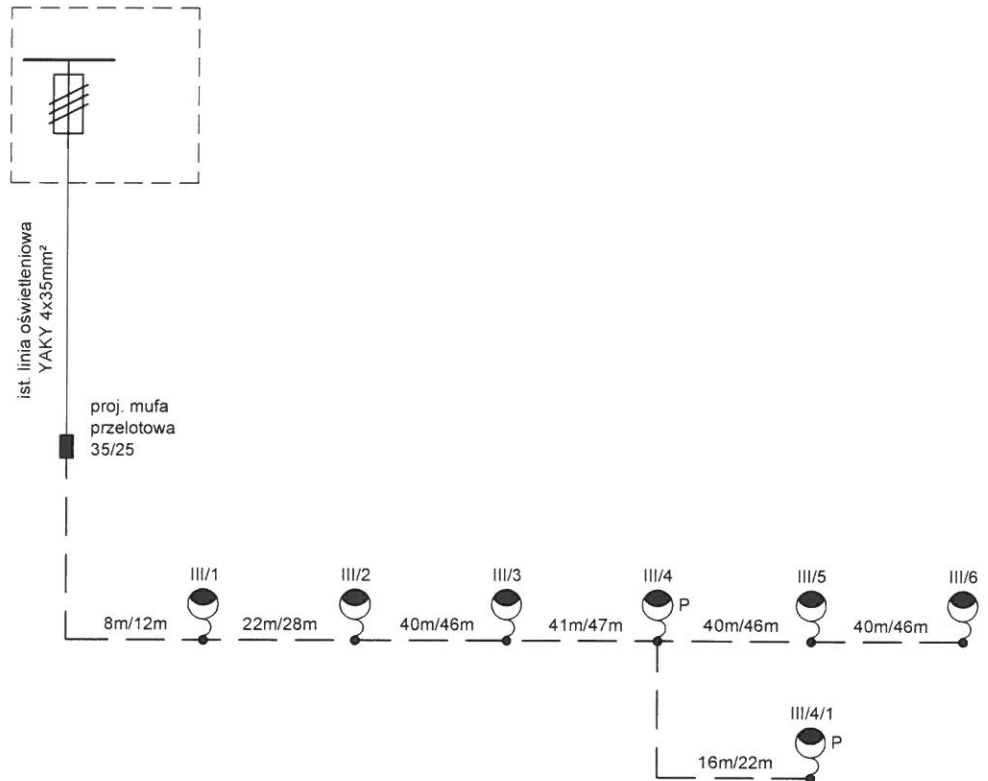 ist. linia oświetleniowa
YAKY 4x35mm²
proj. mufa
przelotowa
35/25
III/1
III/2
III/3
III/4
III/5
III/6
P
8m/12m
22m/28m
40m/46m
41m/47m
40m/46m
40m/46m
III/4/1
P
16m/22m